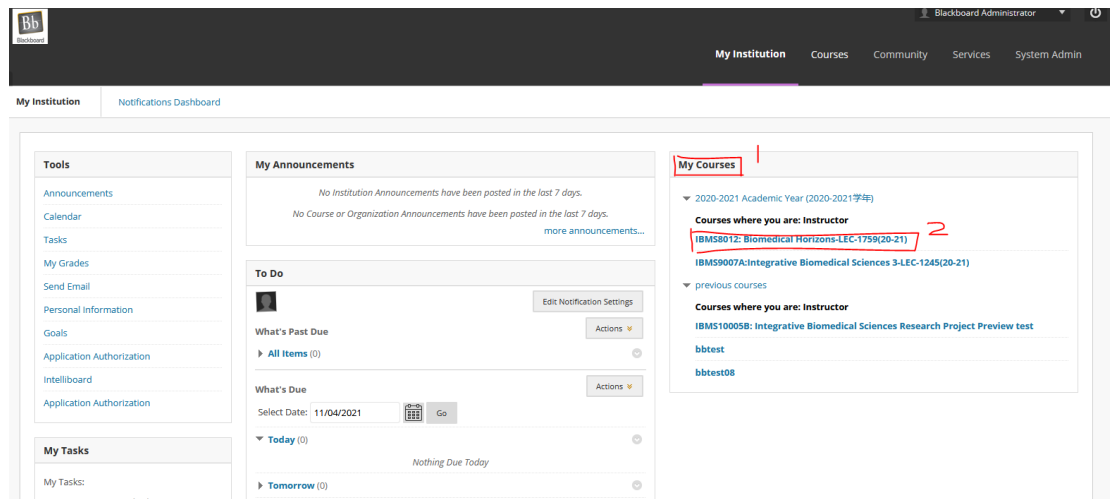 Bb
Blackboard
Blackboard Administrator
My Institution Courses Community Services System Admin
My Institution Notifications Dashboard
Tools
Announcements
Calendar
Tasks
My Grades
Send Email
Personal Information
Goals
Application Authorization
Intelliboard
Application Authorization
My Tasks
My Tasks:
My Announcements
No Institution Announcements have been posted in the last 7 days.
No Course or Organization Announcements have been posted in the last 7 days.
more announcements...
To Do
Edit Notification Settings
What's Past Due
Actions
All Items (0)
What's Due
Actions
Select Date: 11/04/2021 Go
Today (0)
Nothing Due Today
Tomorrow (0)
My Courses 1
2020-2021 Academic Year (2020-2021学年)
Courses where you are: Instructor
IBMS8012: Biomedical Horizons-LEC-1759(20-21) 2
IBMS9007A:Integrative Biomedical Sciences 3-LEC-1245(20-21)
previous courses
Courses where you are: Instructor
IBMS10005B: Integrative Biomedical Sciences Research Project Preview test
bbtest
bbtest08